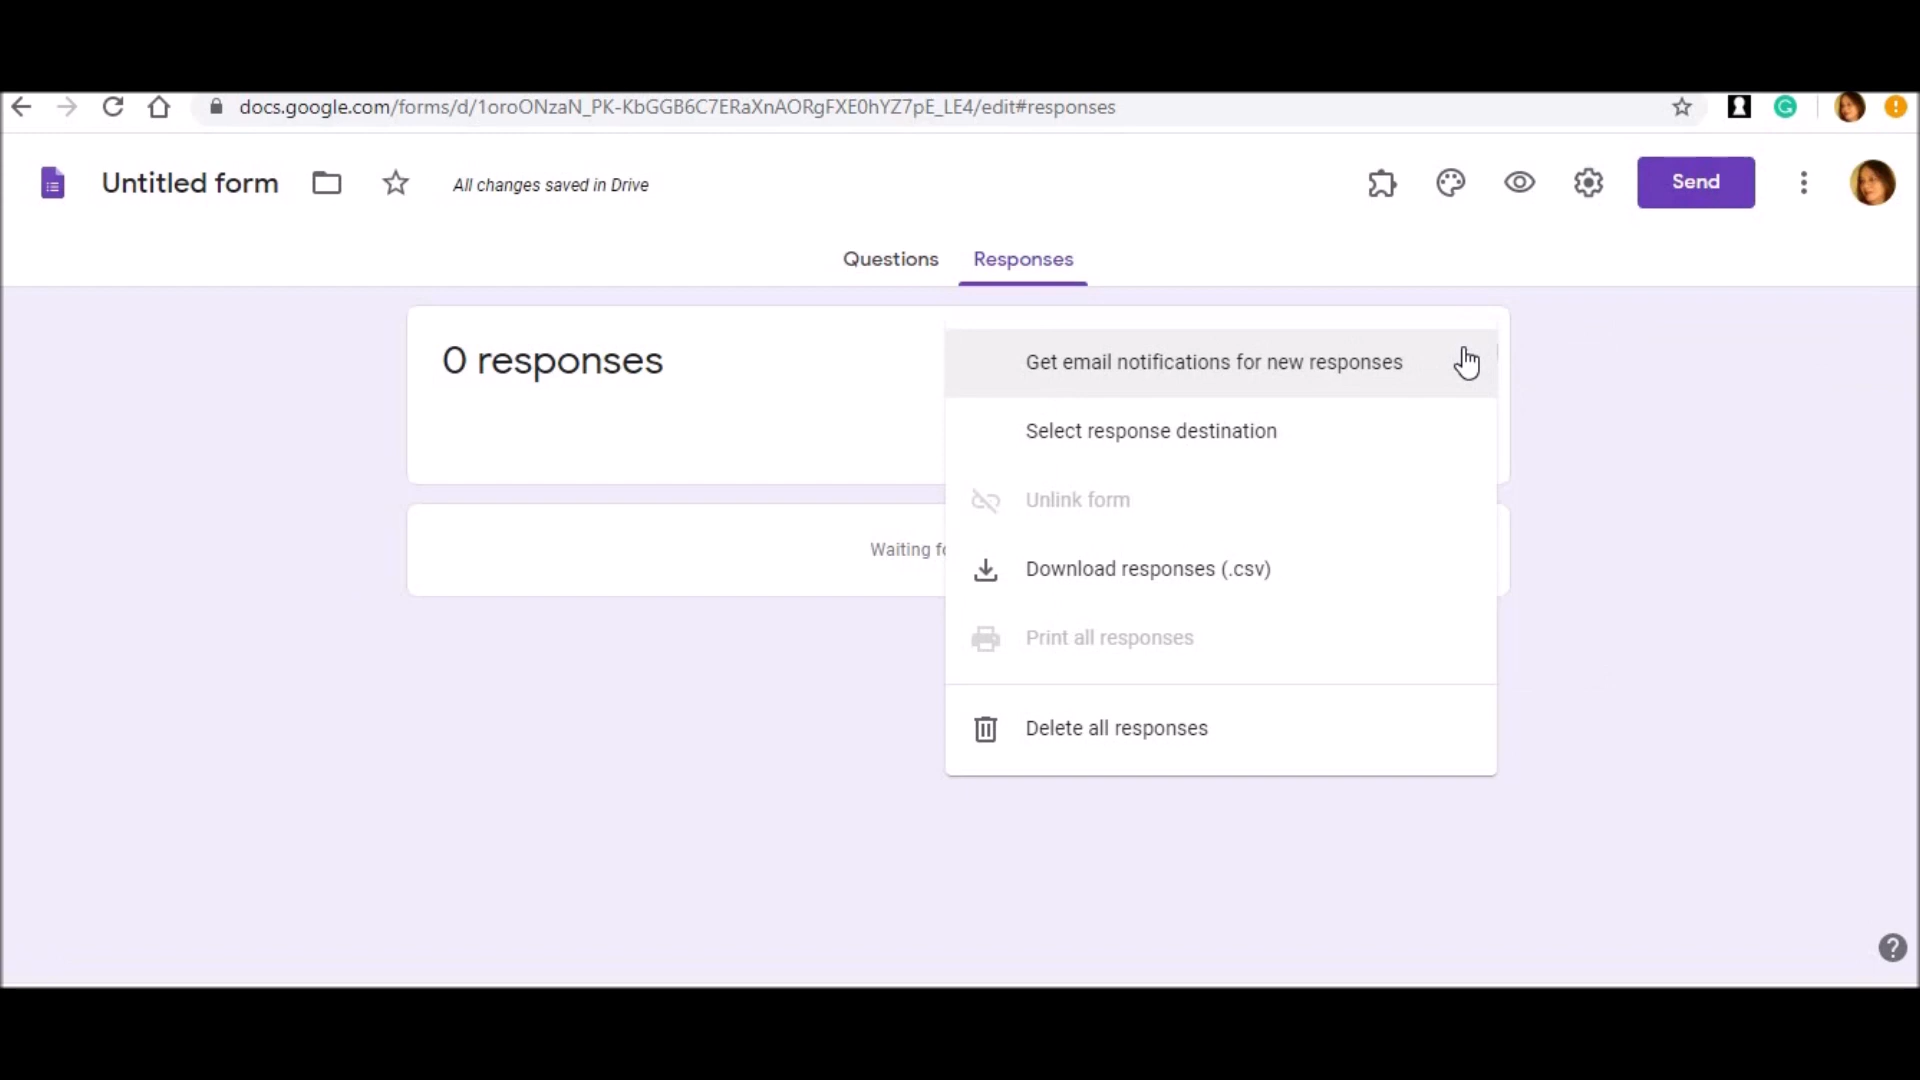 docs.google.com/forms/d/1oroONzaN_PK-KbGGB6C7ERaXnAORgFXE0hYZ7pE_LE4/edit#responses
Untitled form
All changes saved in Drive
Send
Questions
Responses
0 responses
Get email notifications for new responses
Select response destination
Unlink form
Waiting
Download responses (.csv)
Print all responses
Delete all responses